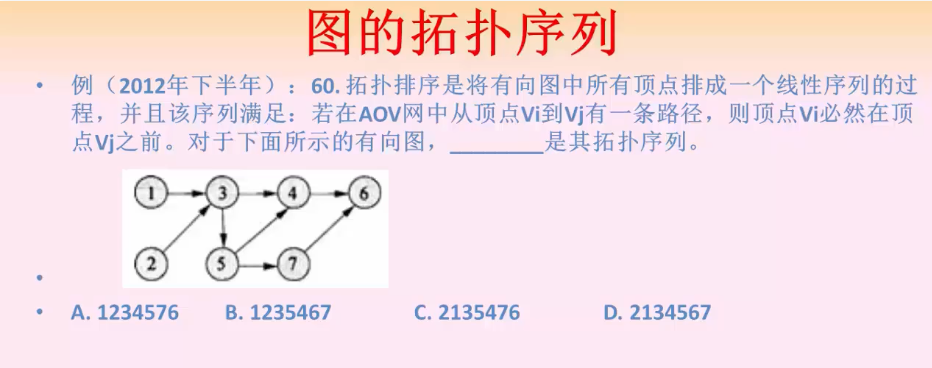 图的拓扑序列
• 例（2012年下半年）：60. 拓扑排序是将有向图中所有顶点排成一个线性序列的过
程，并且该序列满足：若在AOV网中从顶点Vi到Vj有一条路径，则顶点Vi必然在顶
点Vj之前。对于下面所示的有向图，________是其拓扑序列。
1 3 4 6
2 5 7
•
• A. 1234576 B. 1235467 C. 2135476 D. 2134567